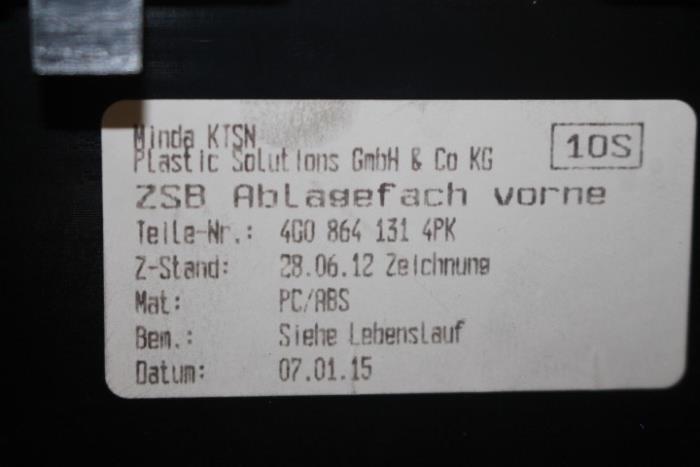 Minda KTSN
Plastic Solutions GmbH & Co KG
10S
ZSB Ablagefach vorne
Teile-Nr.: 4G0 864 131 4PK
Z-Stand: 28.06.12 Zeichnung
Mat: PC/ABS
Bem.: Siehe Lebenslauf
Datum: 07.01.15